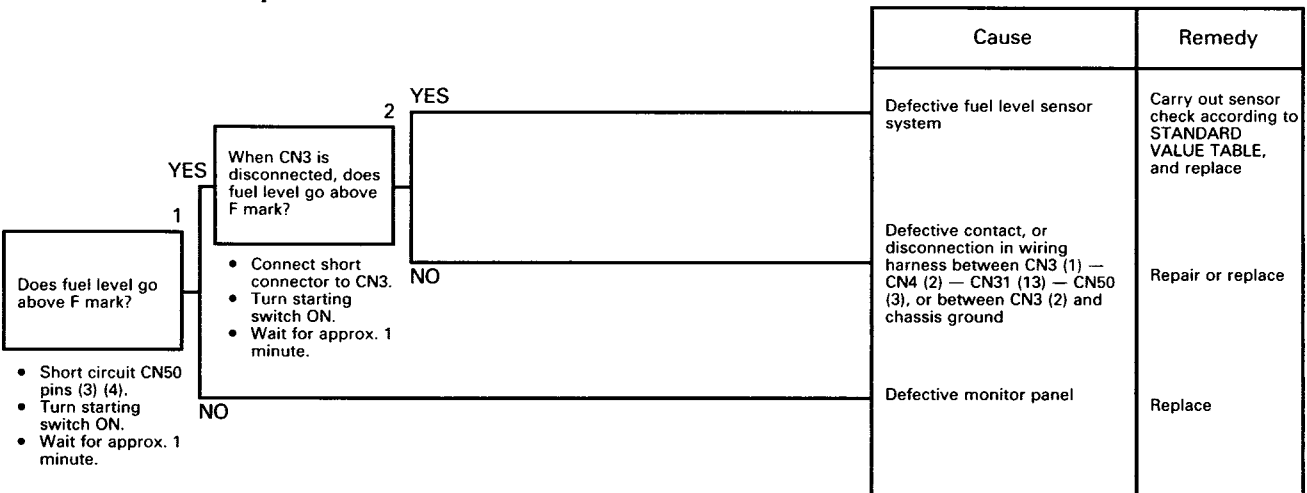 Cause
Remedy
1
Does fuel level go
above F mark?
• Short circuit CN50
pins (3) (4).
• Turn starting
switch ON.
• Wait for approx. 1
minute.
YES
NO
2
When CN3 is
disconnected, does
fuel level go above
F mark?
• Connect short
connector to CN3.
• Turn starting
switch ON.
• Wait for approx. 1
minute.
YES
NO
Defective fuel level sensor
system
Carry out sensor
check according to
STANDARD
VALUE TABLE,
and replace
Defective contact, or
disconnection in wiring
harness between CN3 (1) —
CN4 (2) — CN31 (13) — CN50
(3), or between CN3 (2) and
chassis ground
Repair or replace
Defective monitor panel
Replace